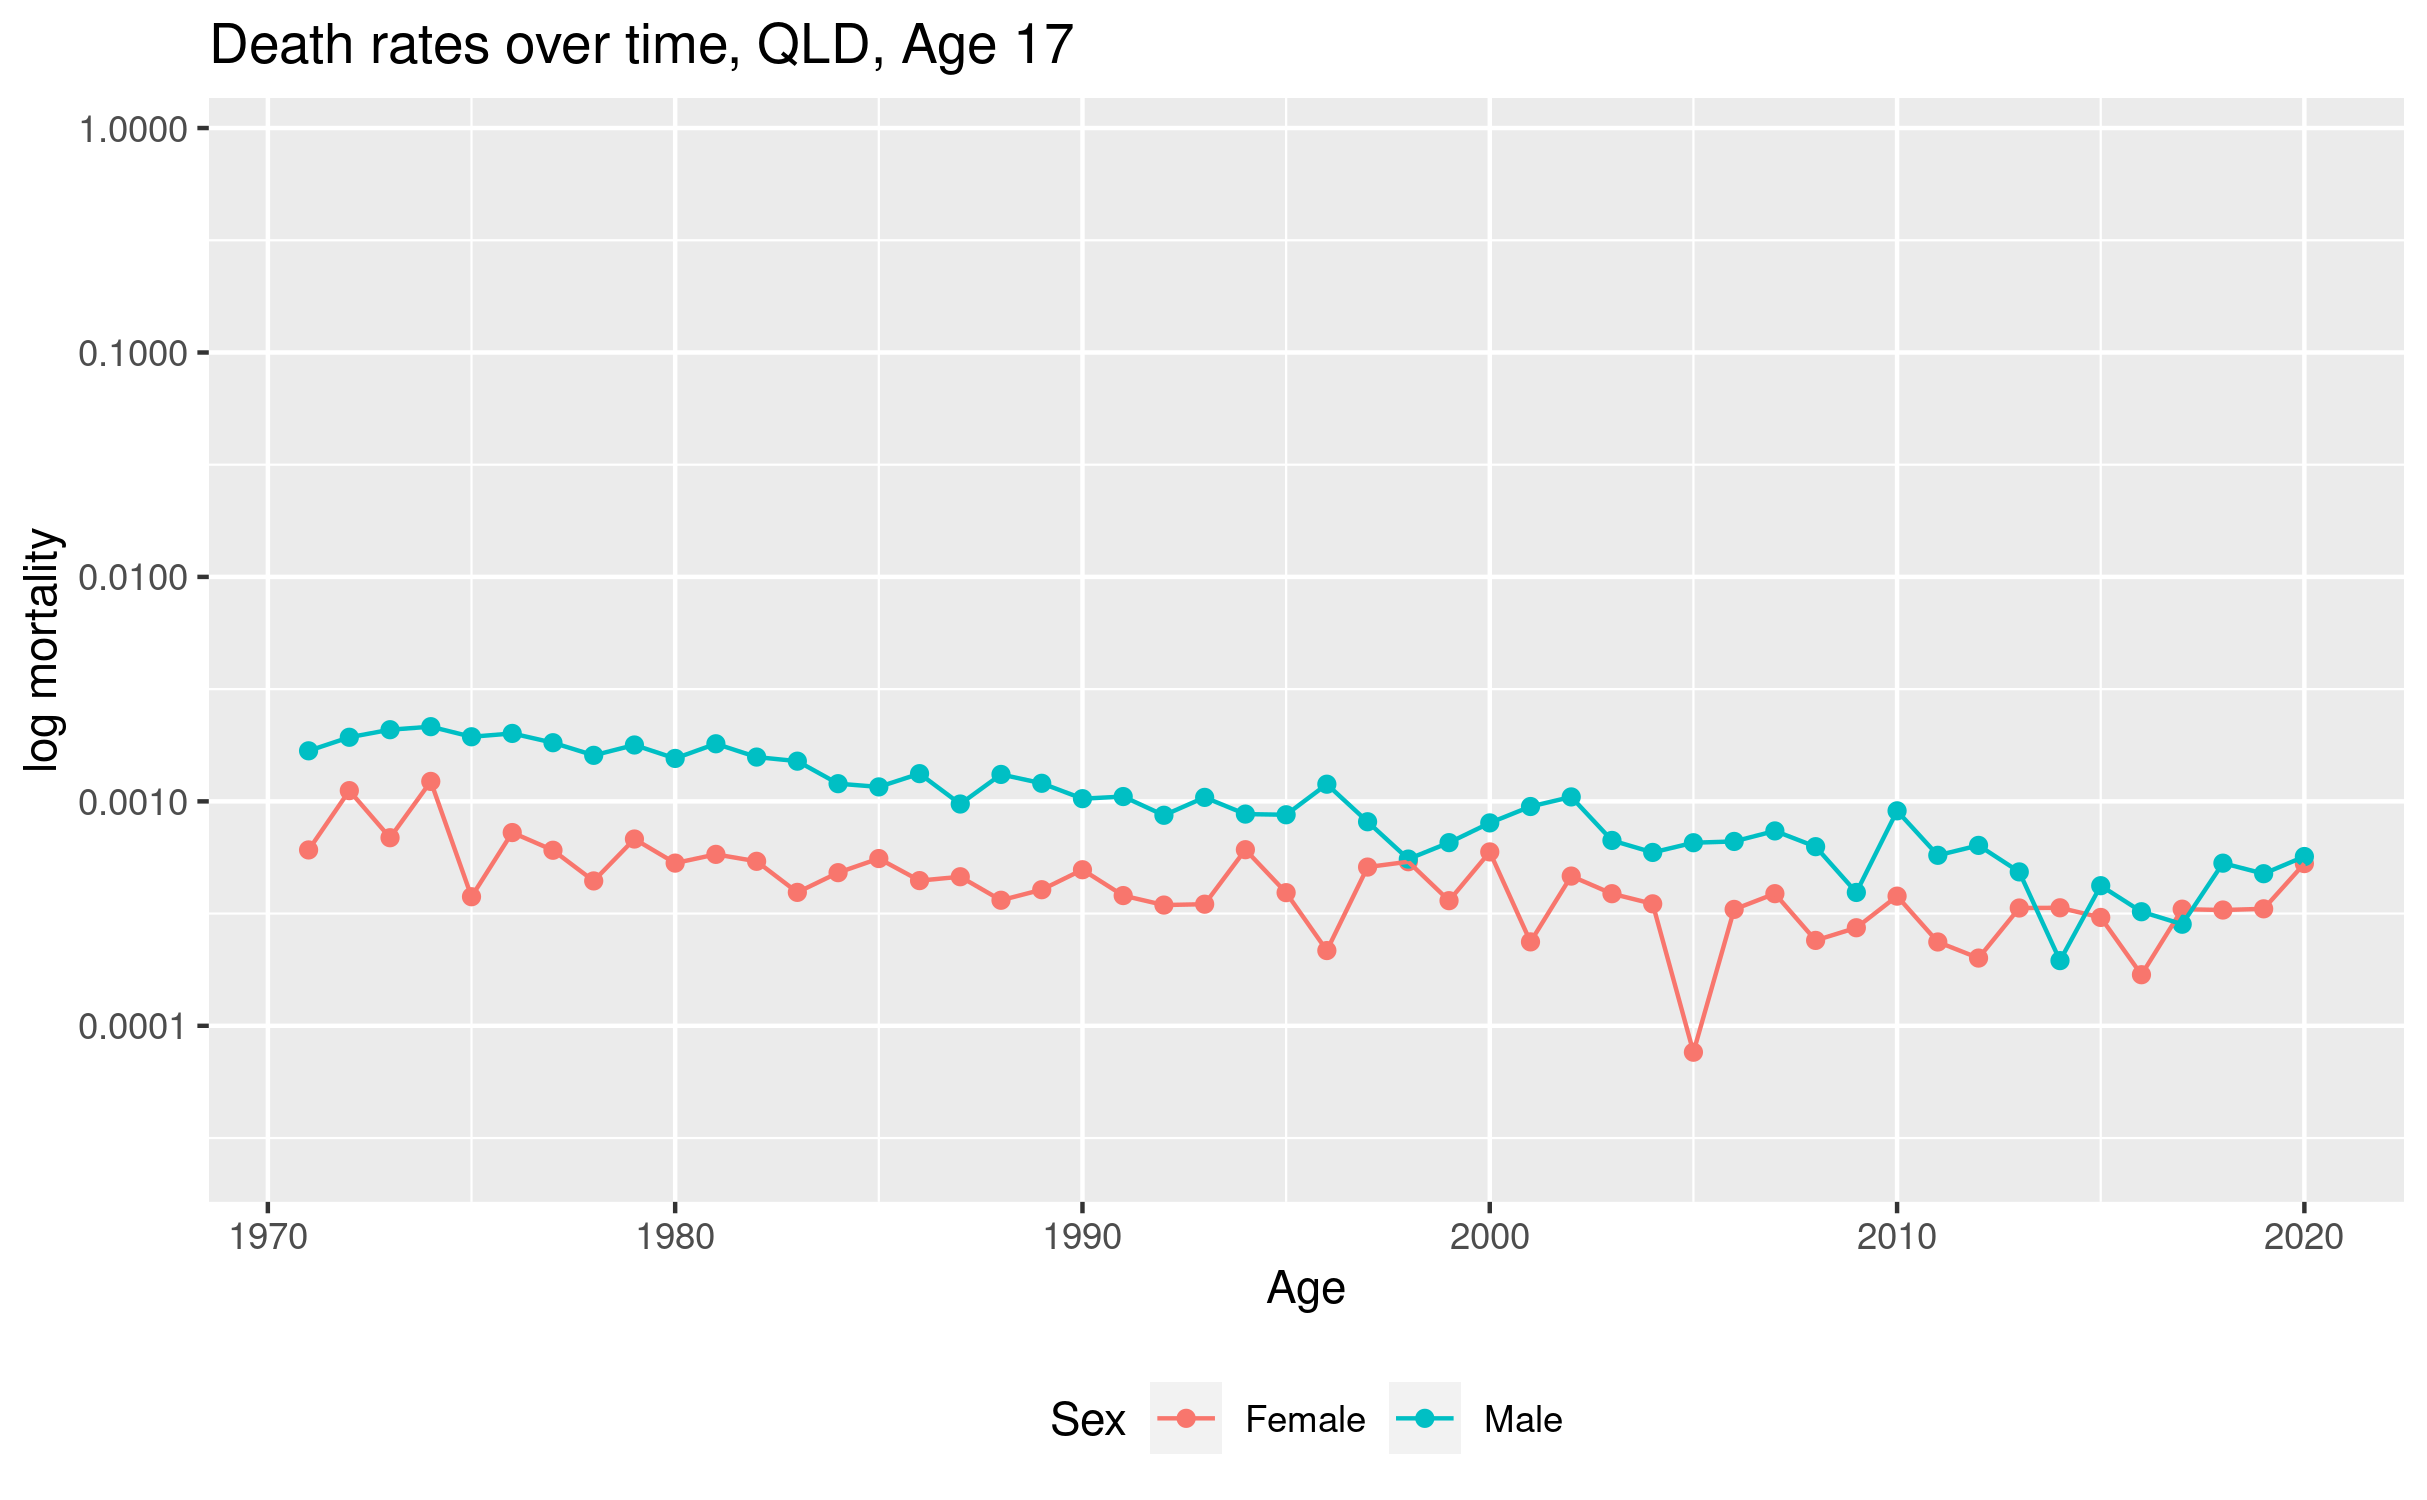 Death rates over time, QLD, Age 17
log mortality
1.0000
0.1000
0.0100
0.0010
0.0001
1970 1980 1990 2000 2010 2020
Age
Sex Female Male